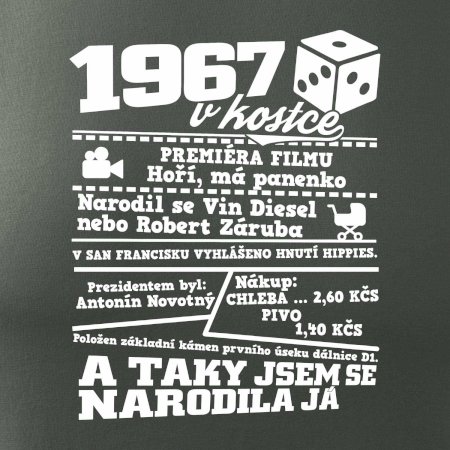 1967
v kostce
PREMIÉRA FILMU
Hoří, má panenko
Narodil se Vin Diesel
nebo Robert Záruba
V SAN FRANCISKU VYHLÁŠENO HNUTÍ HIPPIES.
Prezidentem byl:
Antonín Novotný
Nákup:
CHLEBA ... 2,60 KČS
PIVO
1,40 KČS
Položen základní kámen prvního úseku dálnice D1.
A TAKY JSEM SE
NARODILA JÁ